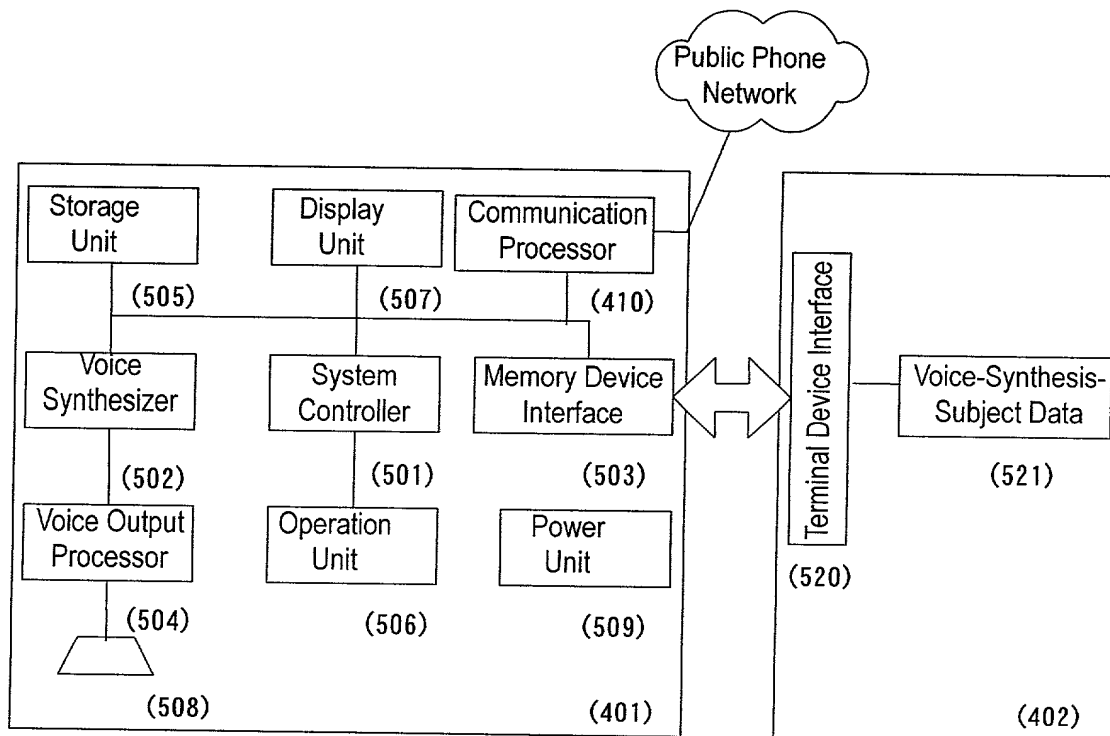 Public Phone
Network
Storage
Unit
(505)
Display
Unit
(507)
Communication
Processor
(410)
Voice
Synthesizer
(502)
System
Controller
(501)
Memory Device
Interface
(503)
Terminal Device Interface
(520)
Voice-Synthesis-
Subject Data
(521)
Voice Output
Processor
(504)
Operation
Unit
(506)
Power
Unit
(509)
(508)
(401)
(402)